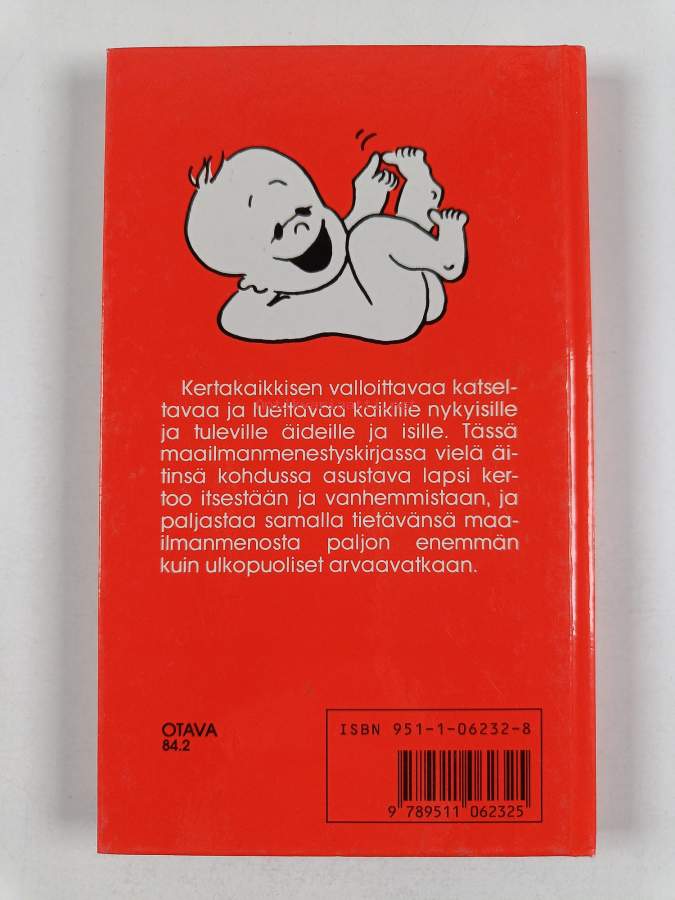 Kertakaikkisen valloittavaa katsel-
tavaa ja luettavaa kaikille nykyisille
ja tuleville äideille ja isille. Tässä
maailmanmenestyskirjassa vielä äi-
tinsä kohdussa asustava lapsi ker-
too itsestään ja vanhemmistaan, ja
paljastaa samalla tietävänsä maa-
ilmanmenosta paljon enemmän
kuin ulkopuoliset arvaavatkaan.
OTAVA
84.2
ISBN 951-1-06232-8
9 789511 062325